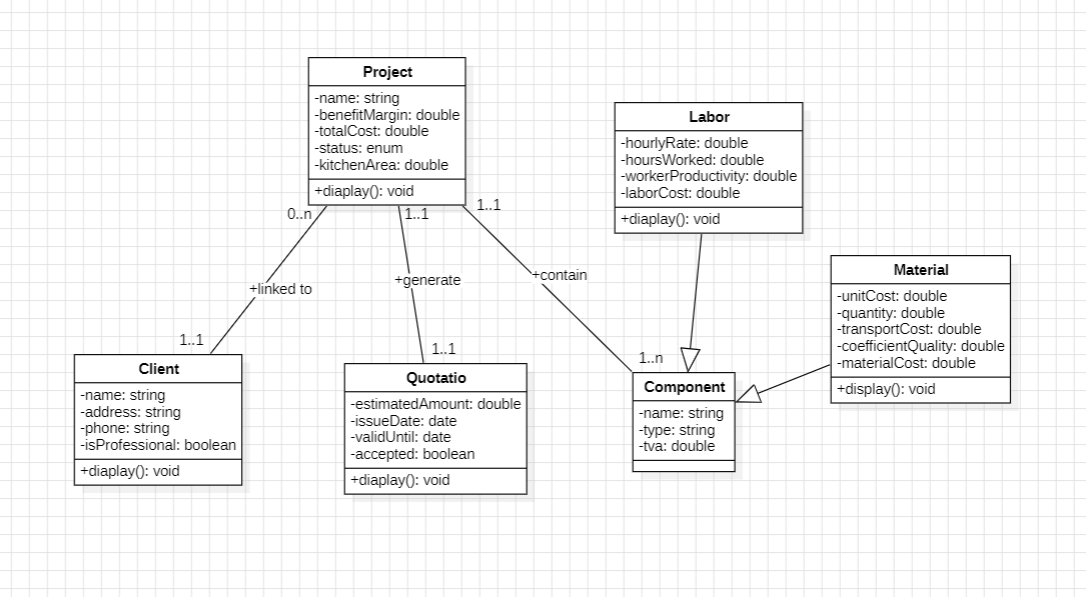 Project
-name: string
-benefitMargin: double
-totalCost: double
-status: enum
-kitchenArea: double
+diaplay(): void
Labor
-hourlyRate: double
-hoursWorked: double
-workerProductivity: double
-laborCost: double
+diaplay(): void
0..n
1..1
1..1
Material
-unitCost: double
-quantity: double
-transportCost: double
-coefficientQuality: double
-materialCost: double
+display(): void
+linked to
+generate
+contain
1..1
1..1
1..n
Client
-name: string
-address: string
-phone: string
-isProfessional: boolean
+diaplay(): void
Quotatio
-estimatedAmount: double
-issueDate: date
-validUntil: date
-accepted: boolean
+diaplay(): void
Component
-name: string
-type: string
-tva: double